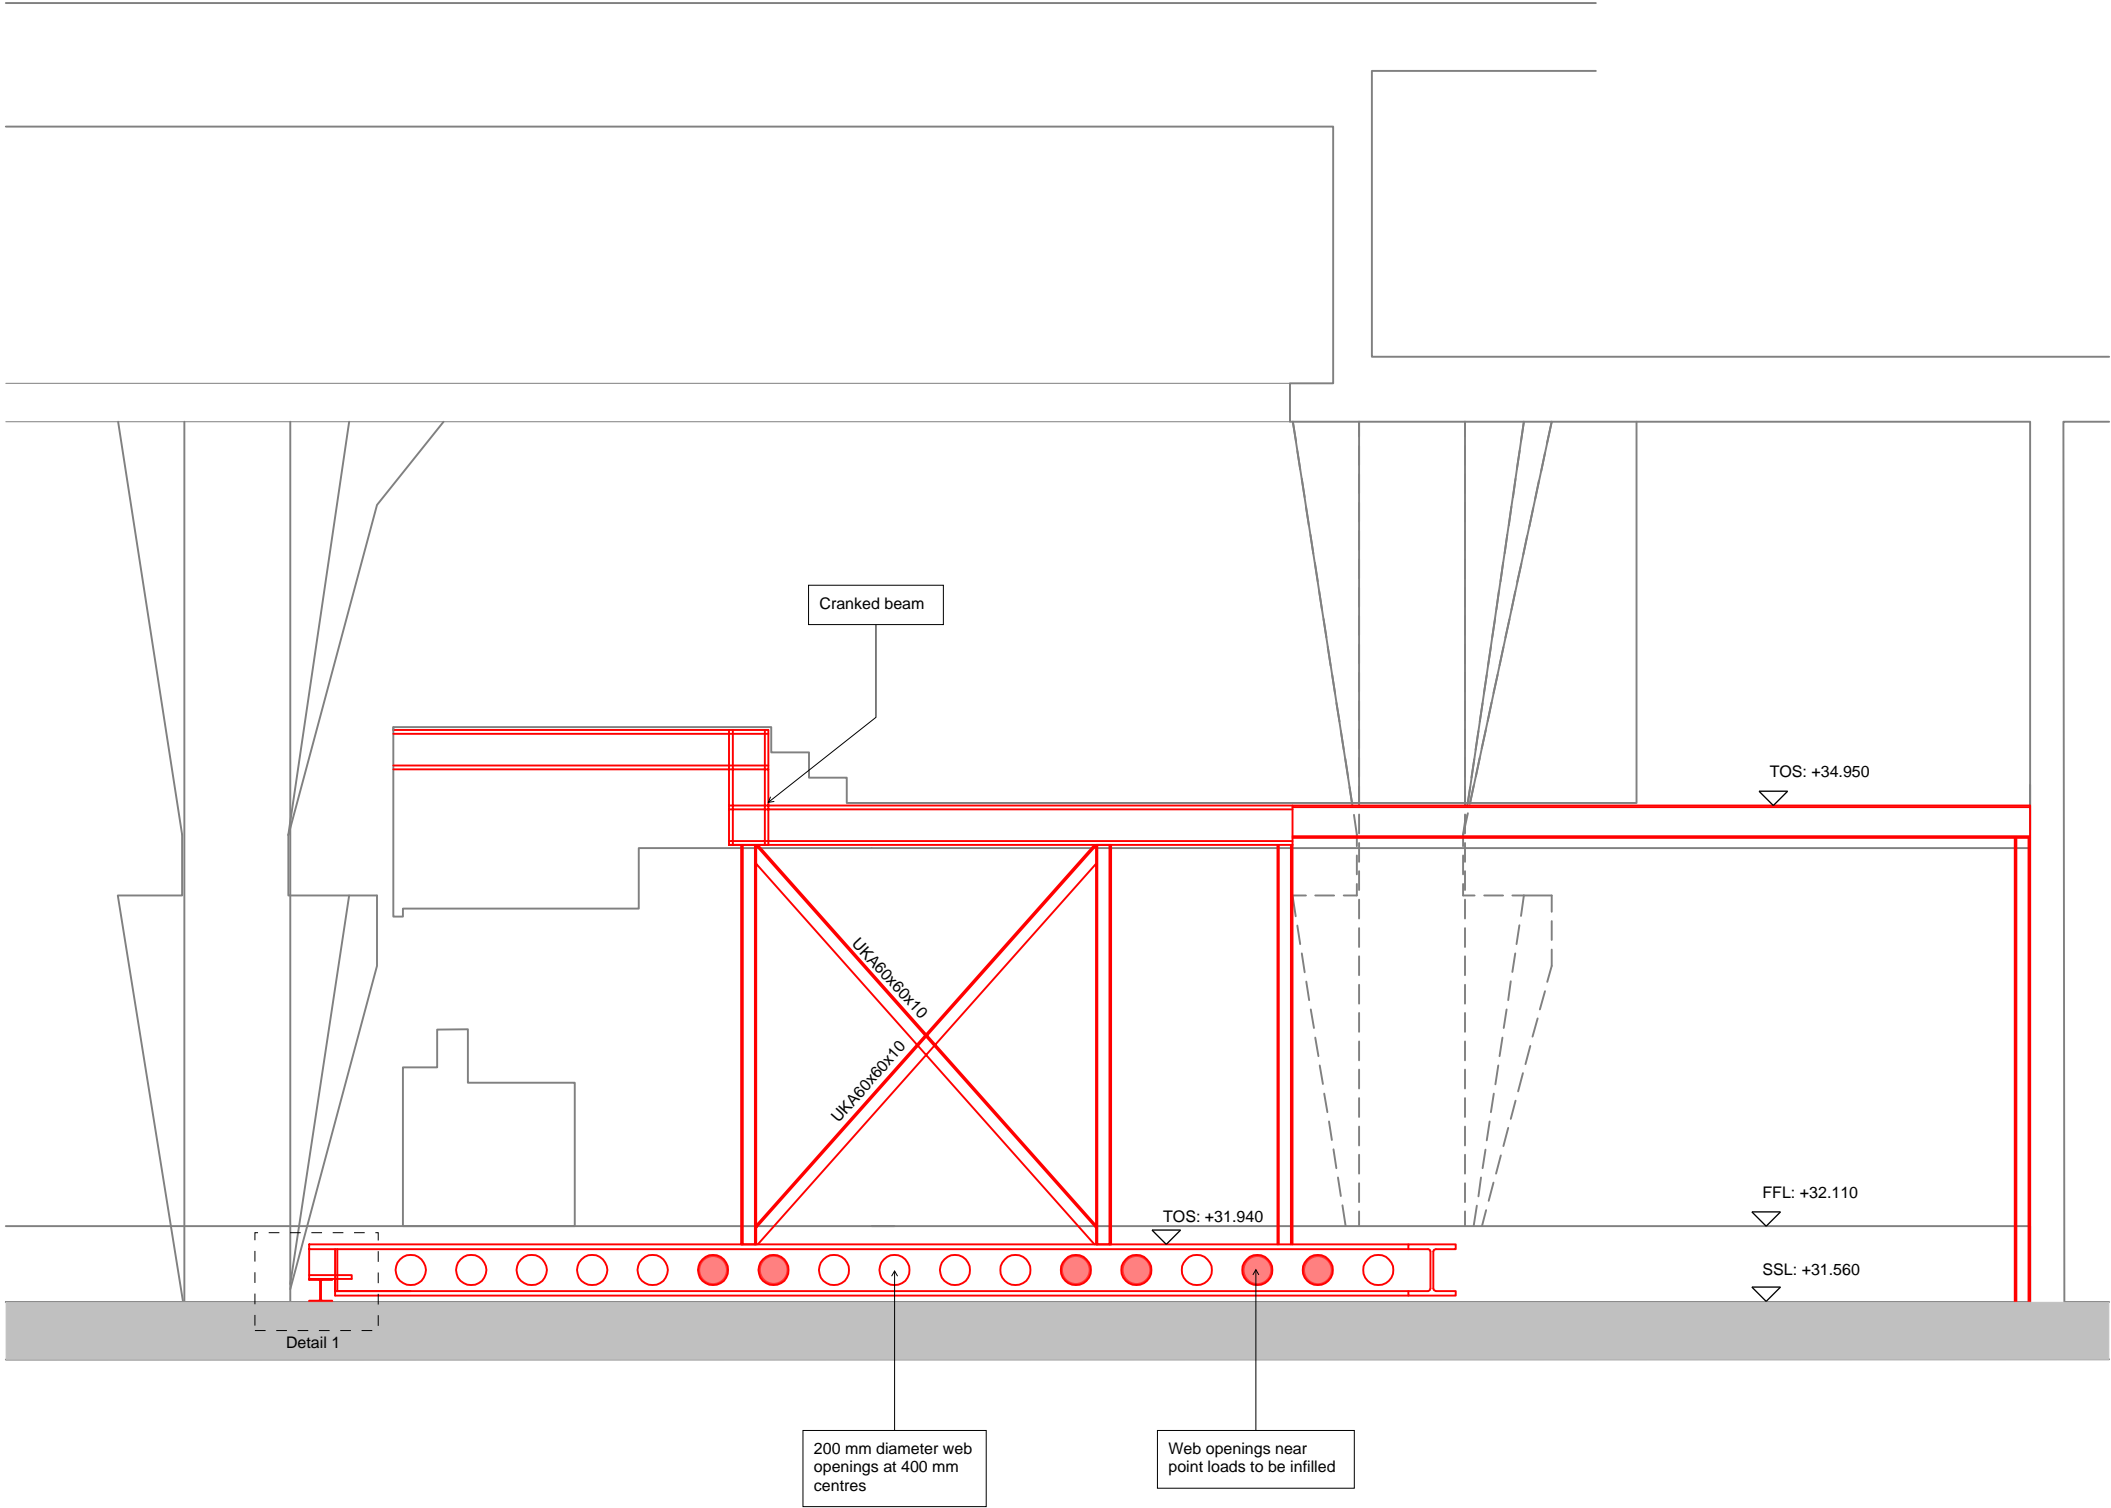 Cranked beam
TOS: +34.950
UKA60x60x10
UKA60x60x10
FFL: +32.110
TOS: +31.940
SSL: +31.560
Detail 1
200 mm diameter web
openings at 400 mm
centres
Web openings near
point loads to be infilled